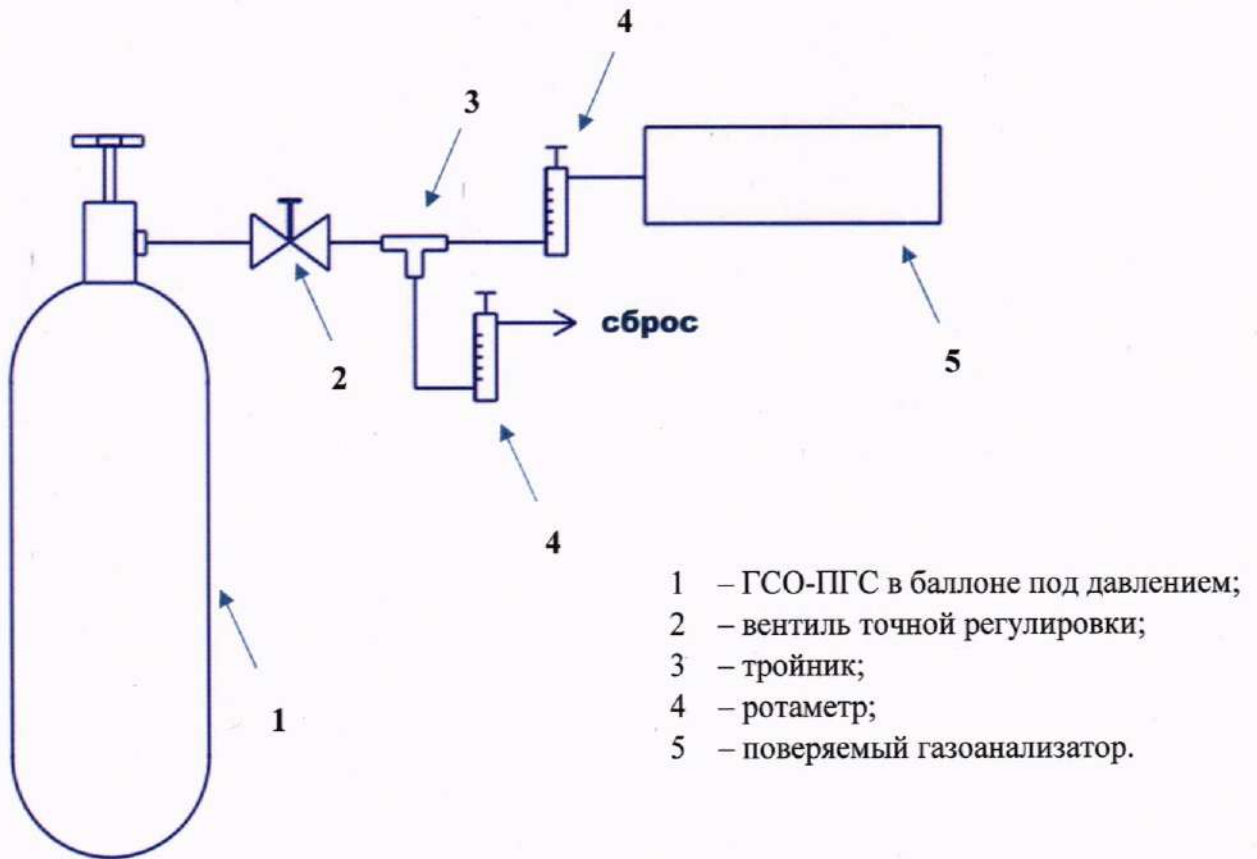 4
3
сброс
2
5
4
1
1 – ГСО-ПГС в баллоне под давлением;
2 – вентиль точной регулировки;
3 – тройник;
4 – ротаметр;
5 – поверяемый газоанализатор.